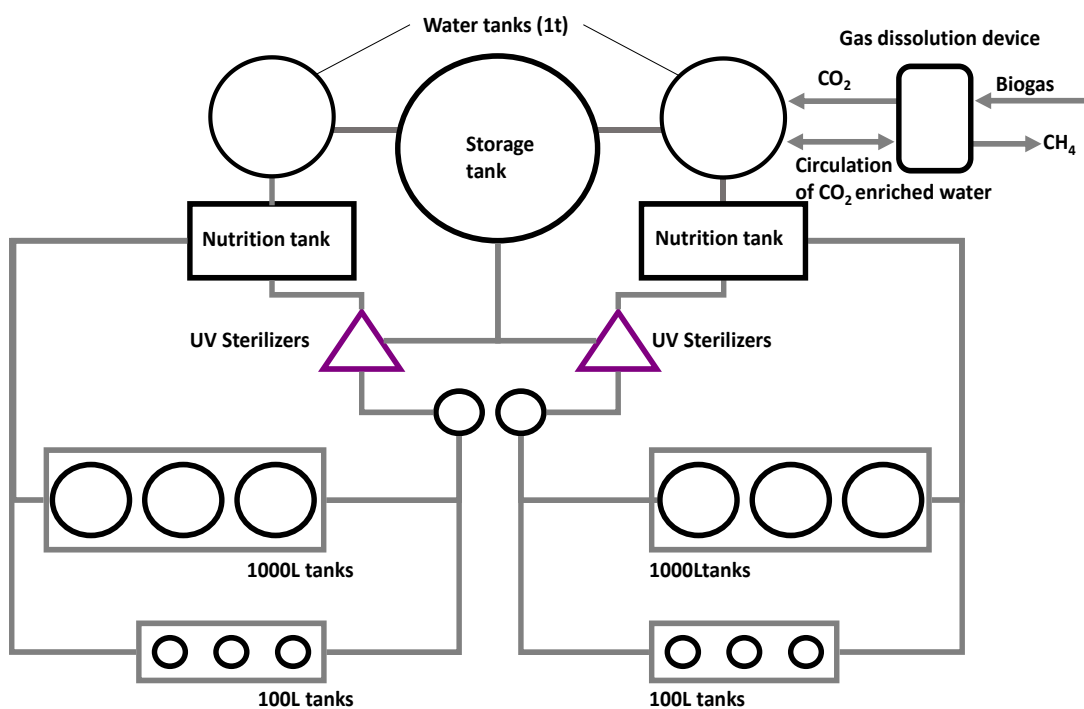 Water tanks (1t)
Gas dissolution device
CO₂
Biogas
Storage
tank
CH₄
Circulation
of CO₂ enriched water
Nutrition tank
Nutrition tank
UV Sterilizers
UV Sterilizers
1000L tanks
1000Ltanks
100L tanks
100L tanks